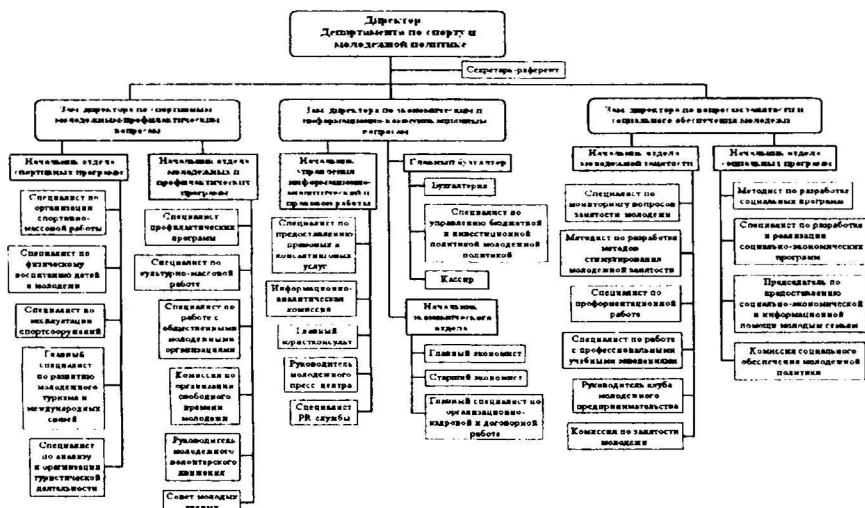 Директор
Департамента по спорту и
молодежной политике
Секретарь-референт
Зам директора по спортивным
молодежным профилактическим
вопросам
Зам директора по экономическим и
информационно-коммуникационным
вопросам
Зам директора по вопросам занятости и
социального обеспечения молодежи
Начальник отдела
спортивных программ
Специалист по
организации
спортивно-
массовой работы
Специалист по
физическому
воспитанию детей
и молодежи
Специалист по
эксплуатации
спортсооружений
Главный
специалист
по развитию
молодежного
туризма и
международных
связей
Специалист
по анализу
и организации
туристической
деятельности
Начальник отдела
молодежных и
профилактических
программ
Специалист
профилактических
программ
Специалист по
культурно-массовой
работе
Специалист по
работе с
общественными
молодежными
организациями
Комиссия по
организации
свободного
времени
молодежи
Руководитель
молодежного
волонтерского
движения
Совет молодых
Начальник
управления
информационно-
аналитической и
правовой работы
Специалист по
предоставлению
правовых и
консалтинговых
услуг
Информационно-
аналитическая
комиссия
Главный
юристконсульт
Руководитель
молодежного
пресс центра
Специалист
PR службы
Главный бухгалтер
Бухгалтерия
Специалист по
управлению бюджетной
и инвестиционной
политикой молодежной
политики
Кассир
Начальник
экономического
отдела
Главный экономист
Старший экономист
Главный специалист по
организационно-
кадровой и договорной
работе
Начальник отдела
молодежной занятости
Специалист по
мониторингу вопросов
занятости молодежи
Методист по разработке
методов
стимулирования
молодежной занятости
Специалист по
профориентационной
работе
Специалист по работе
с профессиональными
учебными заведениями
Руководитель клуба
молодежного
предпринимательства
Комиссия по занятости
молодежи
Начальник отдела
социальных программ
Методист по разработке
социальных программ
Специалист по разработке
и реализации
социально-экономических
программ
Председатель по
предоставлению
социально-экономической
и информационной
помощи молодым семьям
Комиссия социального
обеспечения молодежной
политики